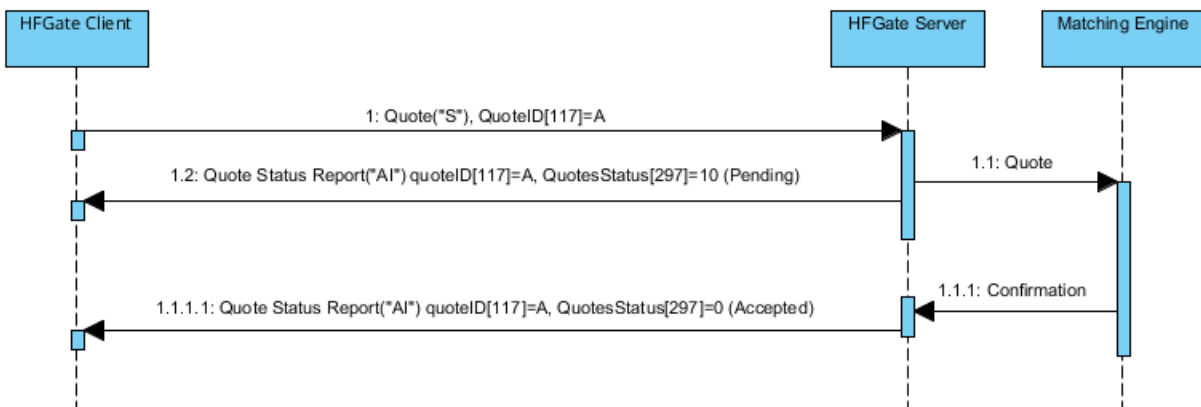 HFGate Client
HFGate Server
Matching Engine
1: Quote("S"), QuoteID[117]=A
1.1: Quote
1.2: Quote Status Report("AI") quoteID[117]=A, QuotesStatus[297]=10 (Pending)
1.1.1: Confirmation
1.1.1.1: Quote Status Report("AI") quoteID[117]=A, QuotesStatus[297]=0 (Accepted)